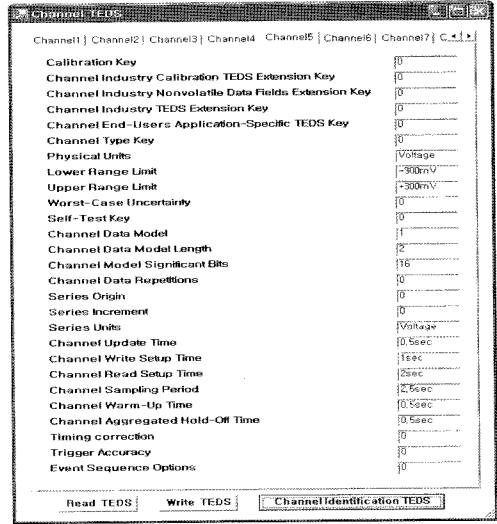 Channel-TEDS
Channel1 Channel2 Channel3 Channel4 Channel5 Channel6 Channel7 C
Calibration Key 0
Channel Industry Calibration TEDS Extension Key 0
Channel Industry Nonvolatile Data Fields Extension Key 0
Channel Industry TEDS Extension Key 0
Channel End-Users Application-Specific TEDS Key 0
Channel Type Key 0
Physical Units Voltage
Lower Range Limit -300mV
Upper Range Limit +300mV
Worst-Case Uncertainty 0
Self-Test Key 0
Channel Data Model 1
Channel Data Model Length 2
Channel Model Significant Bits 16
Channel Data Repetitions 0
Series Origin 0
Series Increment 0
Series Units Voltage
Channel Update Time 0,5sec
Channel Write Setup Time 1sec
Channel Read Setup Time 2sec
Channel Sampling Period 2,5sec
Channel Warm-Up Time 0,5sec
Channel Aggregated Hold-Off Time 0,5sec
Timing correction 0
Trigger Accuracy 0
Event Sequence Options 0
Read TEDS Write TEDS Channel Identification TEDS